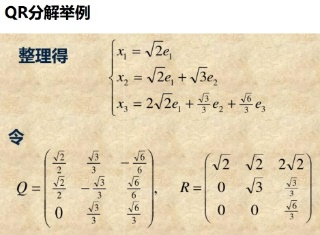 QR分解举例
整理得
x₁ = √2e₁
x₂ = √2e₁ + √3e₂
x₃ = 2√2e₁ + √3/3 e₂ + √6/3 e₃
令
Q = ( √2/2 √3/3 −√6/6 ; √2/2 −√3/3 √6/6 ; 0 √3/3 √6/3 ), R = ( √2 √2 2√2 ; 0 √3 √3/3 ; 0 0 √6/3 )